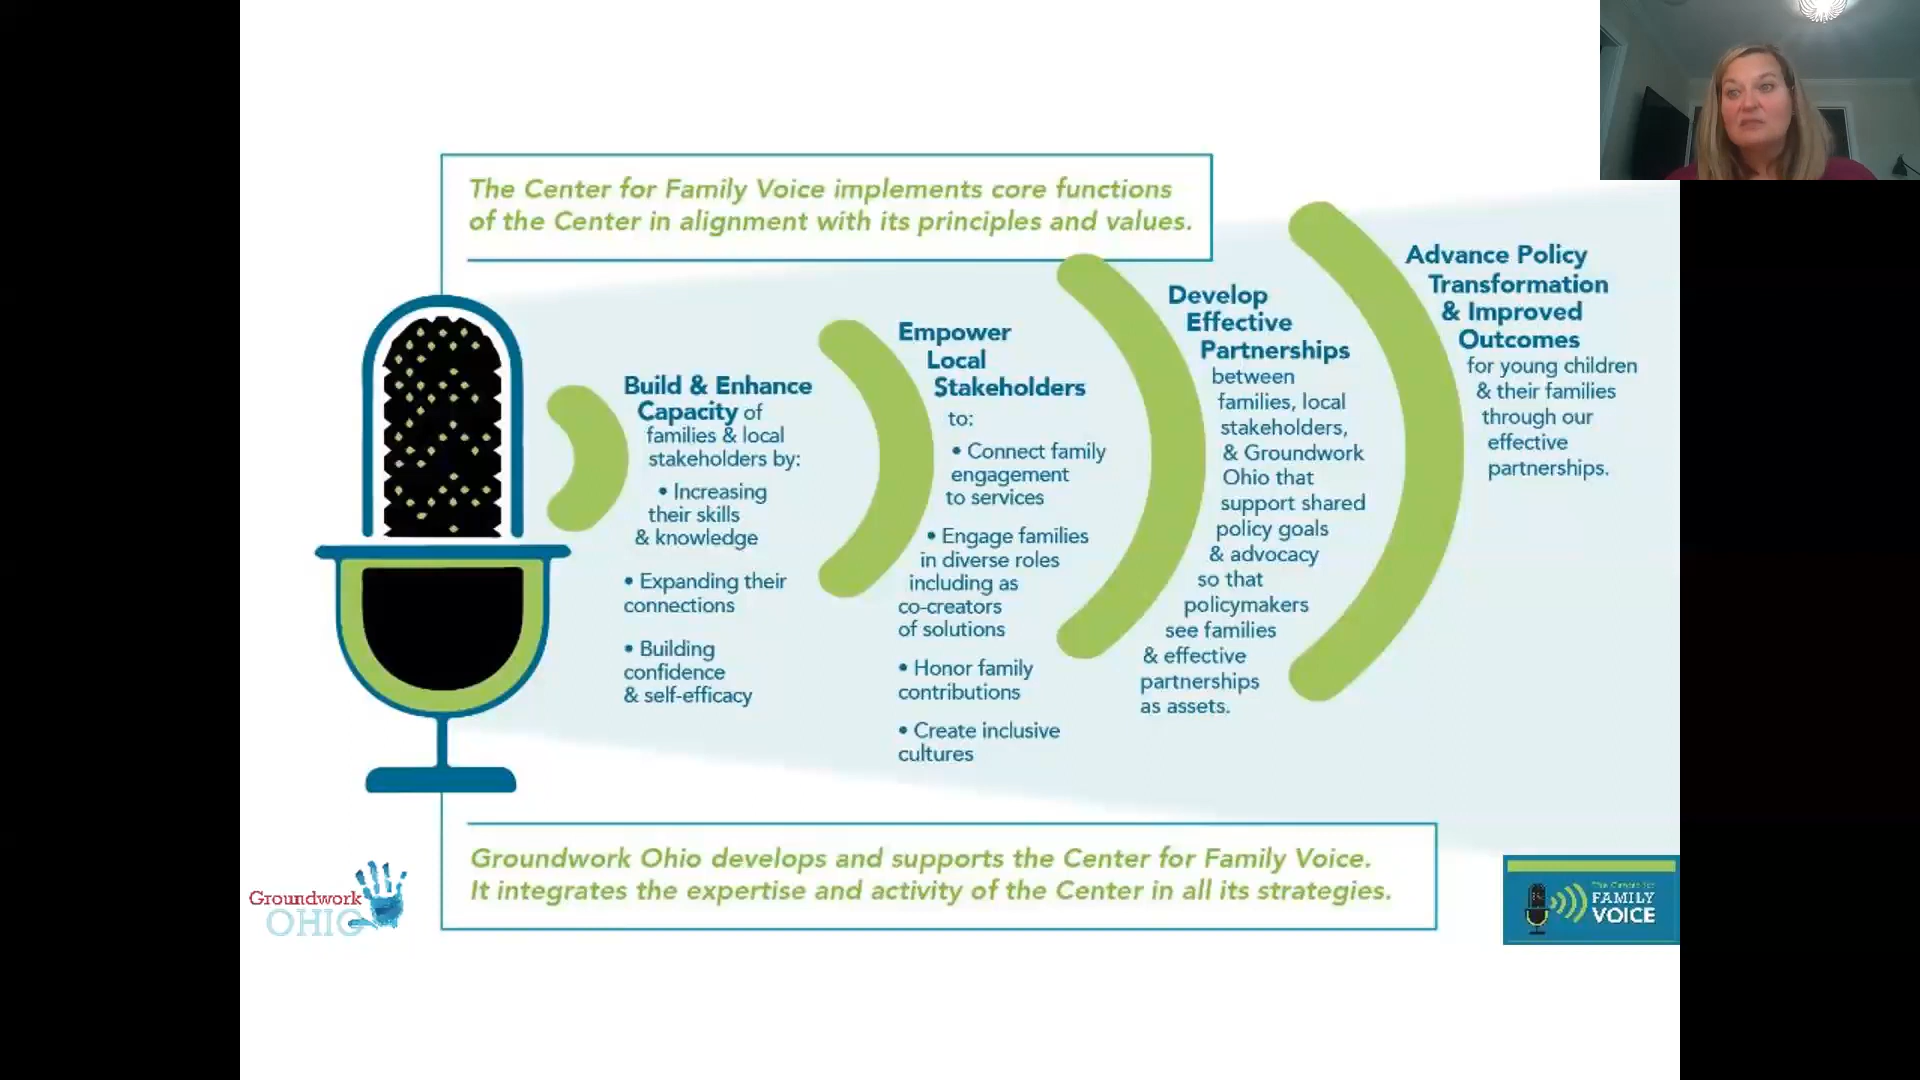 The Center for Family Voice implements core functions
of the Center in alignment with its principles and values.
Build & Enhance
Capacity of
families & local
stakeholders by:
• Increasing
their skills
& knowledge
• Expanding their
connections
• Building
confidence
& self-efficacy
Empower
Local
Stakeholders
to:
• Connect family
engagement
to services
• Engage families
in diverse roles
including as
co-creators
of solutions
• Honor family
contributions
• Create inclusive
cultures
Develop
Effective
Partnerships
between
families, local
stakeholders,
& Groundwork
Ohio that
support shared
policy goals
& advocacy
so that
policymakers
see families
& effective
partnerships
as assets.
Advance Policy
Transformation
& Improved
Outcomes
for young children
& their families
through our
effective
partnerships.
Groundwork Ohio develops and supports the Center for Family Voice.
It integrates the expertise and activity of the Center in all its strategies.
Groundwork
OHIO
The Center for
FAMILY
VOICE